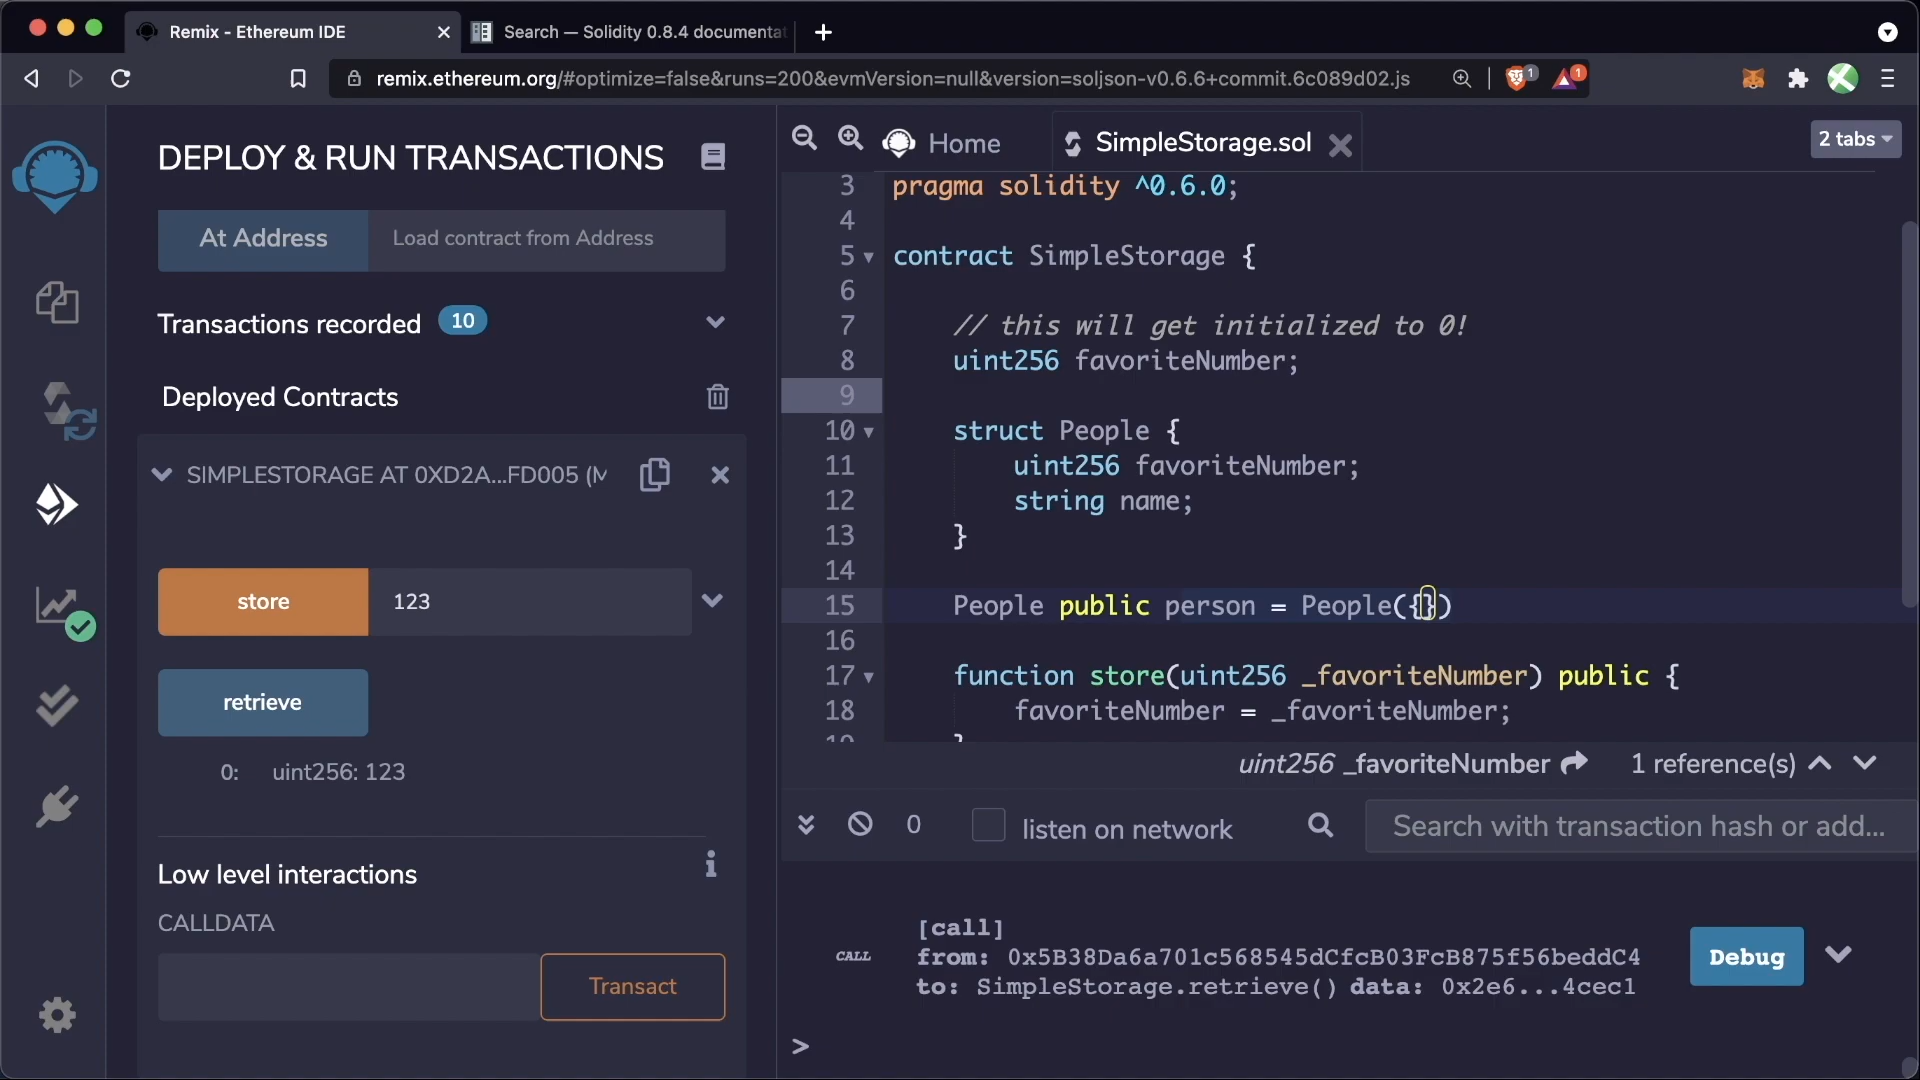 Remix - Ethereum IDE
Search — Solidity 0.8.4 documentat
remix.ethereum.org/#optimize=false&runs=200&evmVersion=null&version=soljson-v0.6.6+commit.6c089d02.js
1
1
DEPLOY & RUN TRANSACTIONS
At Address
Load contract from Address
Transactions recorded 10
Deployed Contracts
SIMPLESTORAGE AT 0XD2A...FD005 (M
store
123
retrieve
0: uint256: 123
Low level interactions
CALLDATA
Transact
Home
SimpleStorage.sol
2 tabs
3 pragma solidity ^0.6.0;
4
5 contract SimpleStorage {
6
7 // this will get initialized to 0!
8 uint256 favoriteNumber;
9
10 struct People {
11 uint256 favoriteNumber;
12 string name;
13 }
14
15 People public person = People({})
16
17 function store(uint256 _favoriteNumber) public {
18 favoriteNumber = _favoriteNumber;
uint256 _favoriteNumber 1 reference(s)
0
listen on network
Search with transaction hash or add...
CALL
[call]
from: 0x5B38Da6a701c568545dCfcB03FcB875f56beddC4
to: SimpleStorage.retrieve() data: 0x2e6...4cec1
Debug
>